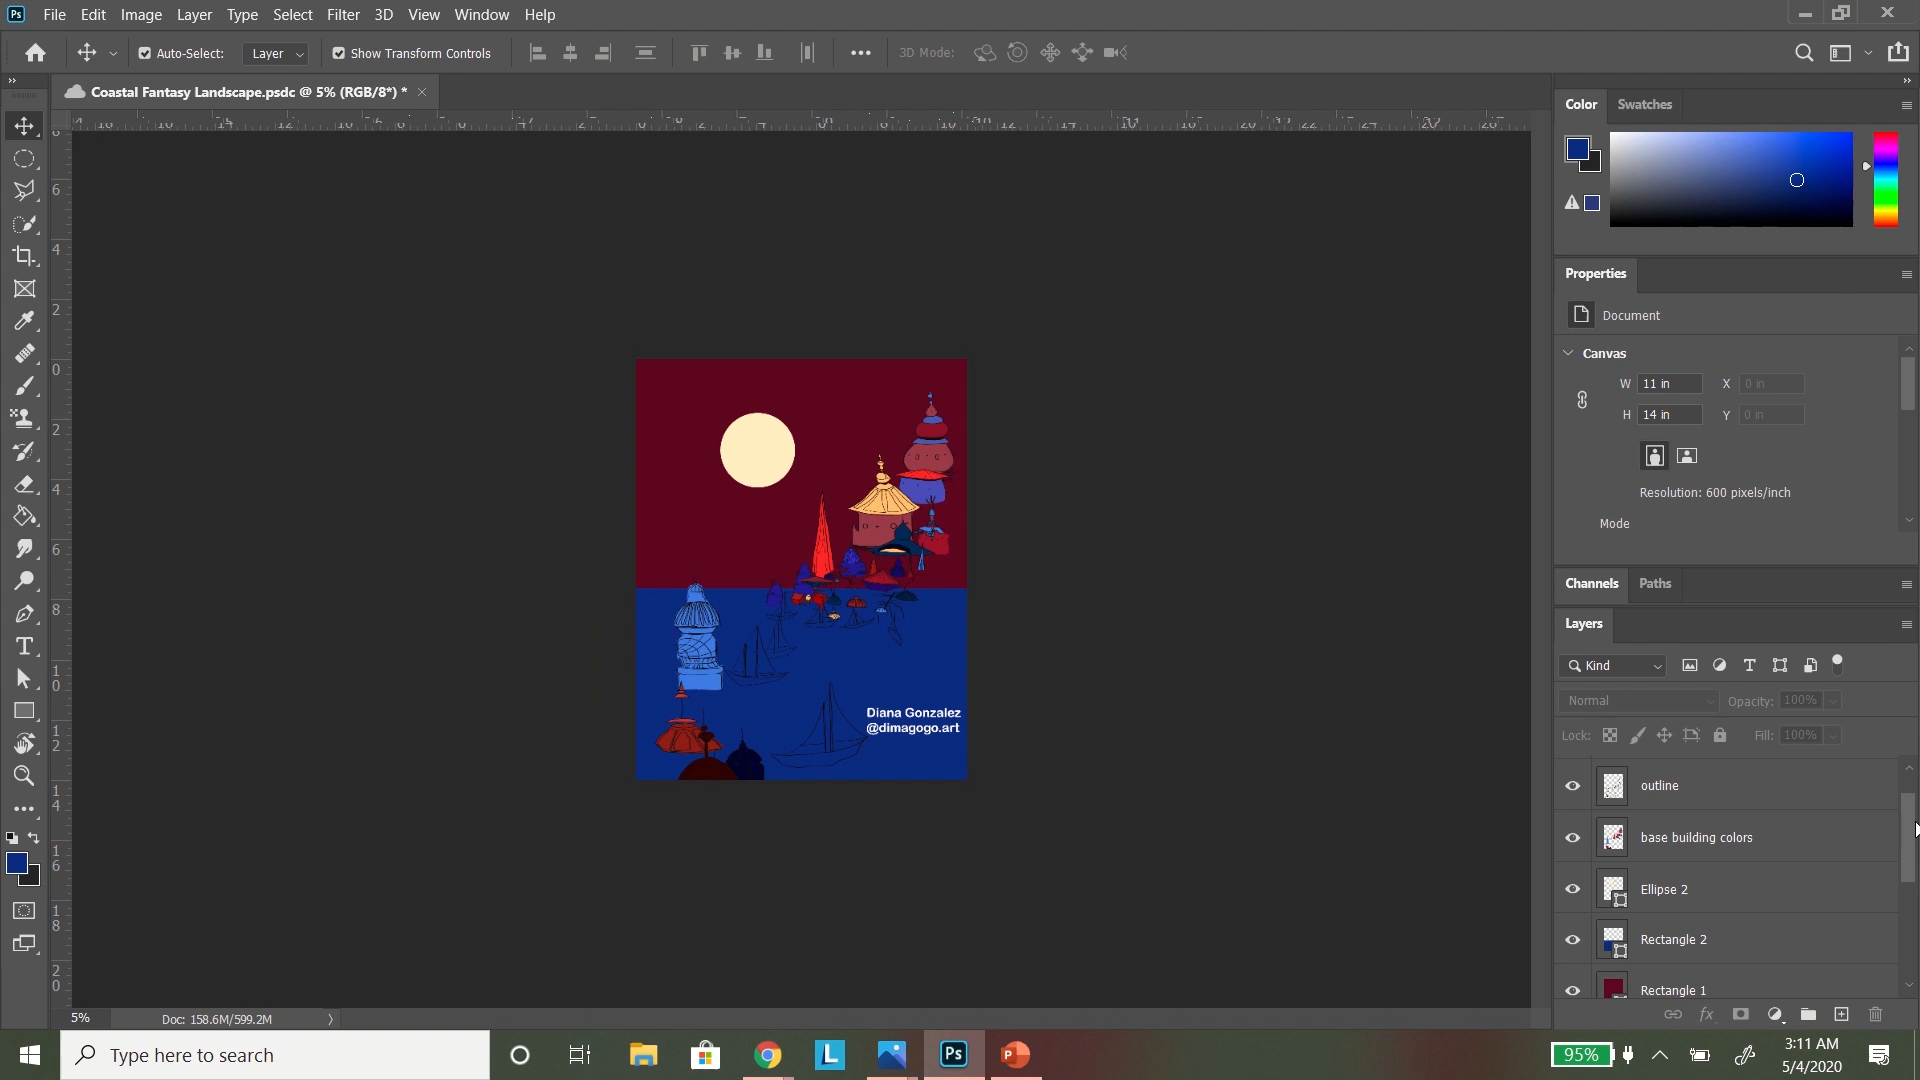 Ps File Edit Image Layer Type Select Filter 3D View Window Help
Auto-Select: Layer Show Transform Controls 3D Mode:
Coastal Fantasy Landscape.psdc @ 5% (RGB/8*) *
Color Swatches
Properties
Document
Canvas
W 11 in X 0 in
H 14 in Y 0 in
Resolution: 600 pixels/inch
Mode
Channels Paths
Layers
Kind
Normal Opacity: 100%
Lock: Fill: 100%
outline
base building colors
Ellipse 2
Rectangle 2
Rectangle 1
Diana Gonzalez
@dimagogo.art
5% Doc: 158.6M/599.2M
Type here to search
L
Ps
P
95%
3:11 AM
5/4/2020